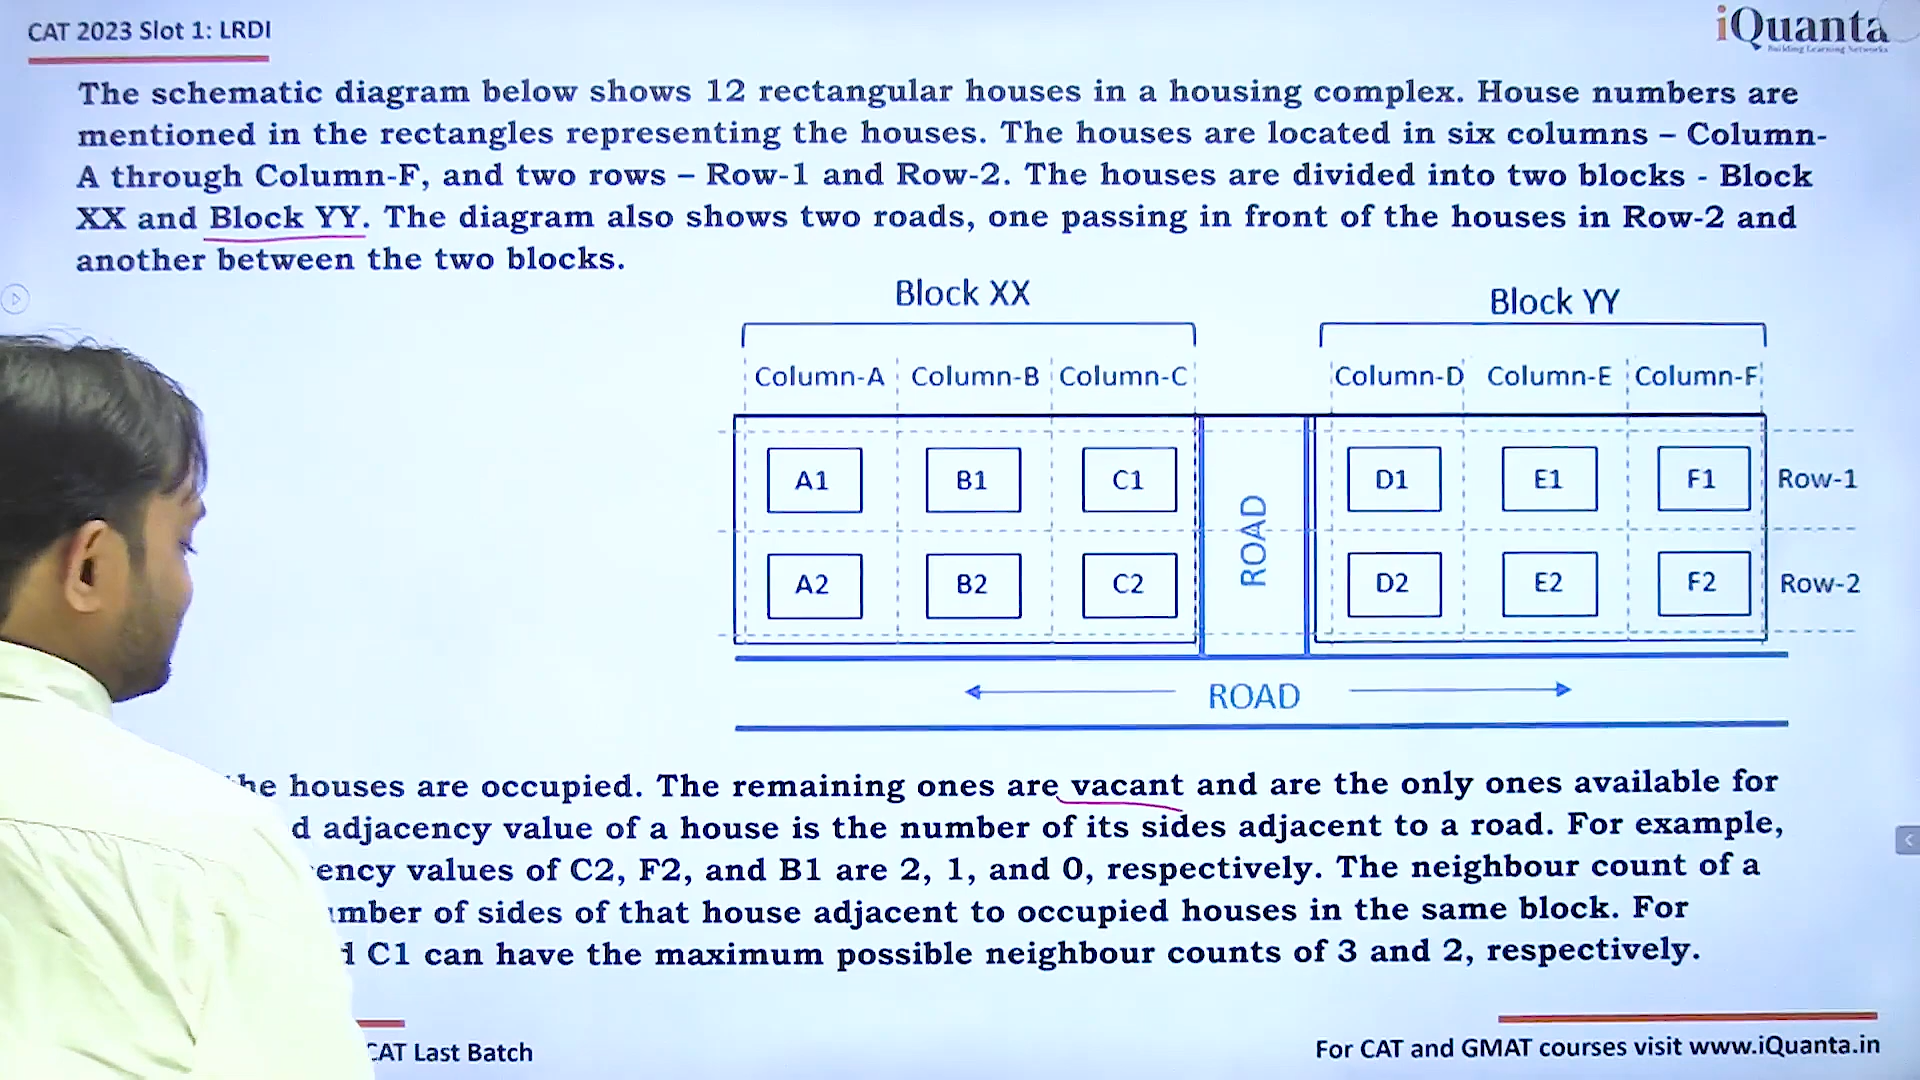 CAT 2023 Slot 1: LRDI
iQuanta
Building Learning Networks
The schematic diagram below shows 12 rectangular houses in a housing complex. House numbers are
mentioned in the rectangles representing the houses. The houses are located in six columns – Column-
A through Column-F, and two rows – Row-1 and Row-2. The houses are divided into two blocks - Block
XX and Block YY. The diagram also shows two roads, one passing in front of the houses in Row-2 and
another between the two blocks.
Block XX
Block YY
Column-A Column-B Column-C Column-D Column-E Column-F
A1 B1 C1 D1 E1 F1 Row-1
ROAD
A2 B2 C2 D2 E2 F2 Row-2
ROAD
houses are occupied. The remaining ones are vacant and are the only ones available for
adjacency value of a house is the number of its sides adjacent to a road. For example,
values of C2, F2, and B1 are 2, 1, and 0, respectively. The neighbour count of a
of sides of that house adjacent to occupied houses in the same block. For
C1 can have the maximum possible neighbour counts of 3 and 2, respectively.
CAT Last Batch
For CAT and GMAT courses visit www.iQuanta.in